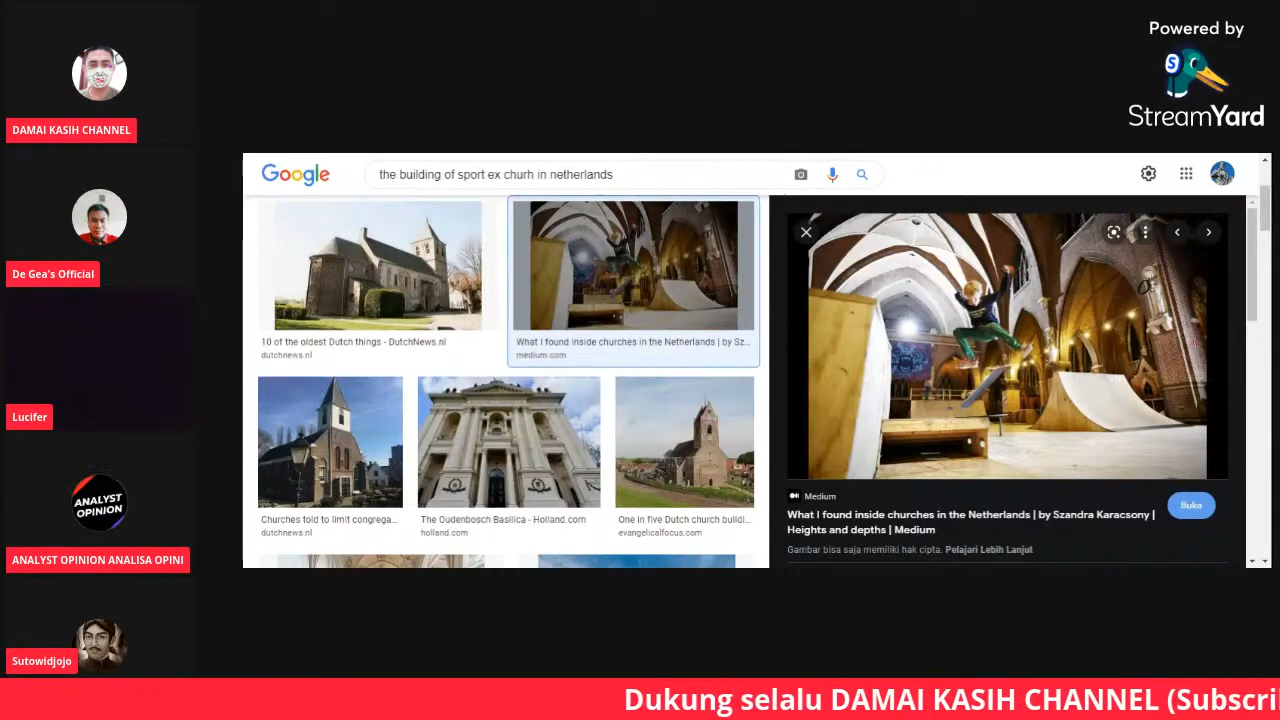 Powered by
StreamYard
DAMAI KASIH CHANNEL
De Gea's Official
Lucifer
ANALYST
OPINION
ANALYST OPINION ANALISA OPINI
Sutowidjojo
Google
the building of sport ex churh in netherlands
10 of the oldest Dutch things - DutchNews.nl
dutchnews.nl
What I found inside churches in the Netherlands | by Sz...
medium.com
Churches told to limit congrega...
dutchnews.nl
The Oudenbosch Basilica - Holland.com
holland.com
One in five Dutch church buildi...
evangelicalfocus.com
Medium
Buka
What I found inside churches in the Netherlands | by Szandra Karacsony |
Heights and depths | Medium
Gambar bisa saja memiliki hak cipta. Pelajari Lebih Lanjut
Dukung selalu DAMAI KASIH CHANNEL (Subscri